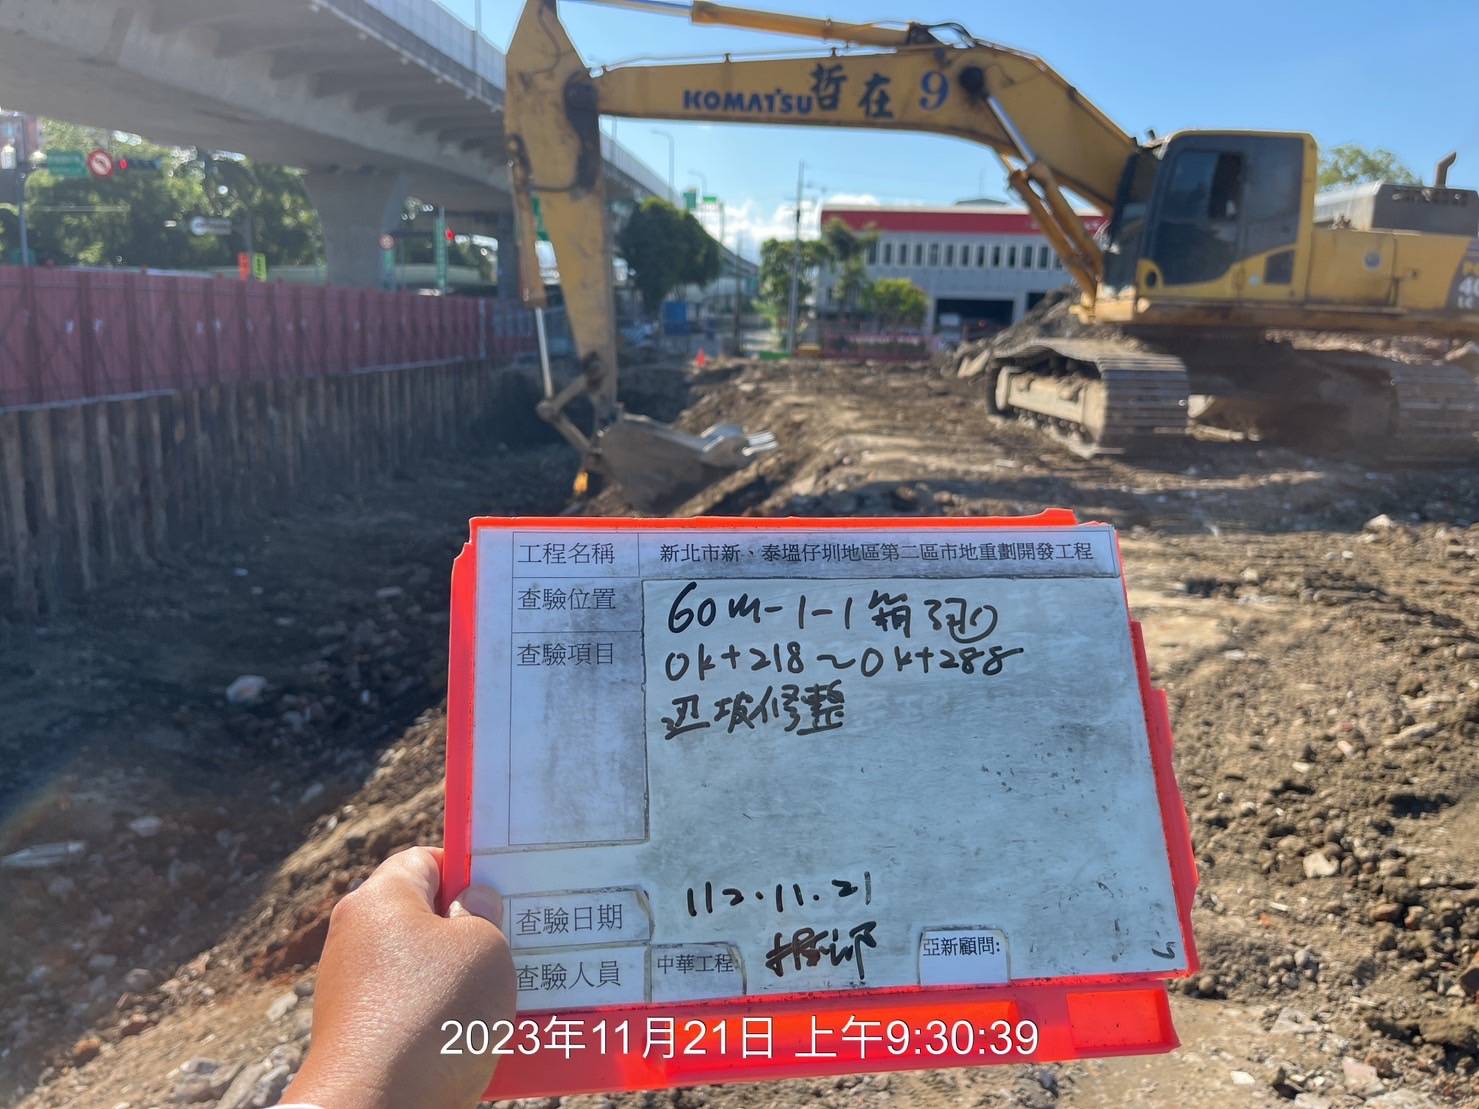 KOMATSU 哲在 9
工程名稱 新北市新、泰塭仔圳地區第二區市地重劃開發工程
查驗位置 60m-1-1箱涵
查驗項目 0k+218~0k+288
边坡修整
查驗日期 112.11.21
查驗人員 中華工程: 亞新顧問:
2023年11月21日 上午9:30:39